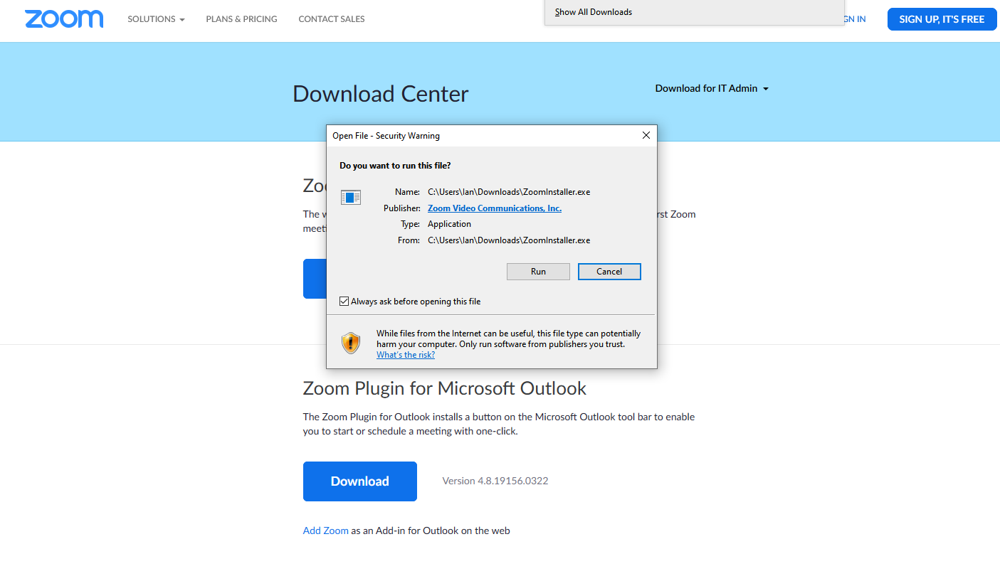 zoom
SOLUTIONS
PLANS & PRICING
CONTACT SALES
Show All Downloads
IN
SIGN UP, IT'S FREE
Download Center
Download for IT Admin
Open File - Security Warning
Do you want to run this file?
Name: C:\Users\Ian\Downloads\ZoomInstaller.exe
Publisher: Zoom Video Communications, Inc.
Type: Application
From: C:\Users\Ian\Downloads\ZoomInstaller.exe
Run
Cancel
Always ask before opening this file
While files from the Internet can be useful, this file type can potentially
harm your computer. Only run software from publishers you trust.
What's the risk?
The
Zoom
Zoom Plugin for Microsoft Outlook
The Zoom Plugin for Outlook installs a button on the Microsoft Outlook tool bar to enable
you to start or schedule a meeting with one-click.
Download
Version 4.8.19156.0322
Add Zoom as an Add-in for Outlook on the web